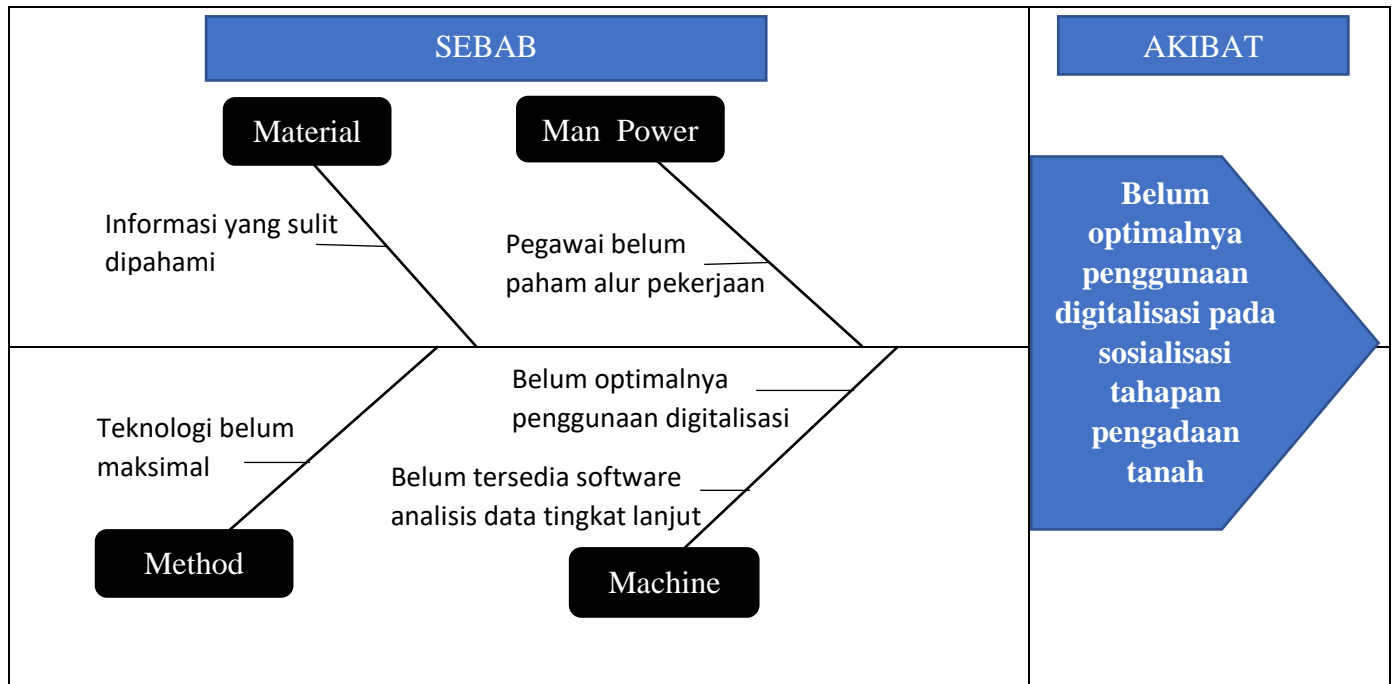 SEBAB
AKIBAT
Material
Man Power
Informasi yang sulit
dipahami
Pegawai belum
paham alur pekerjaan
Belum optimalnya
penggunaan digitalisasi
Teknologi belum
maksimal
Belum tersedia software
analisis data tingkat lanjut
Method
Machine
Belum
optimalnya
penggunaan
digitalisasi pada
sosialisasi
tahapan
pengadaan
tanah